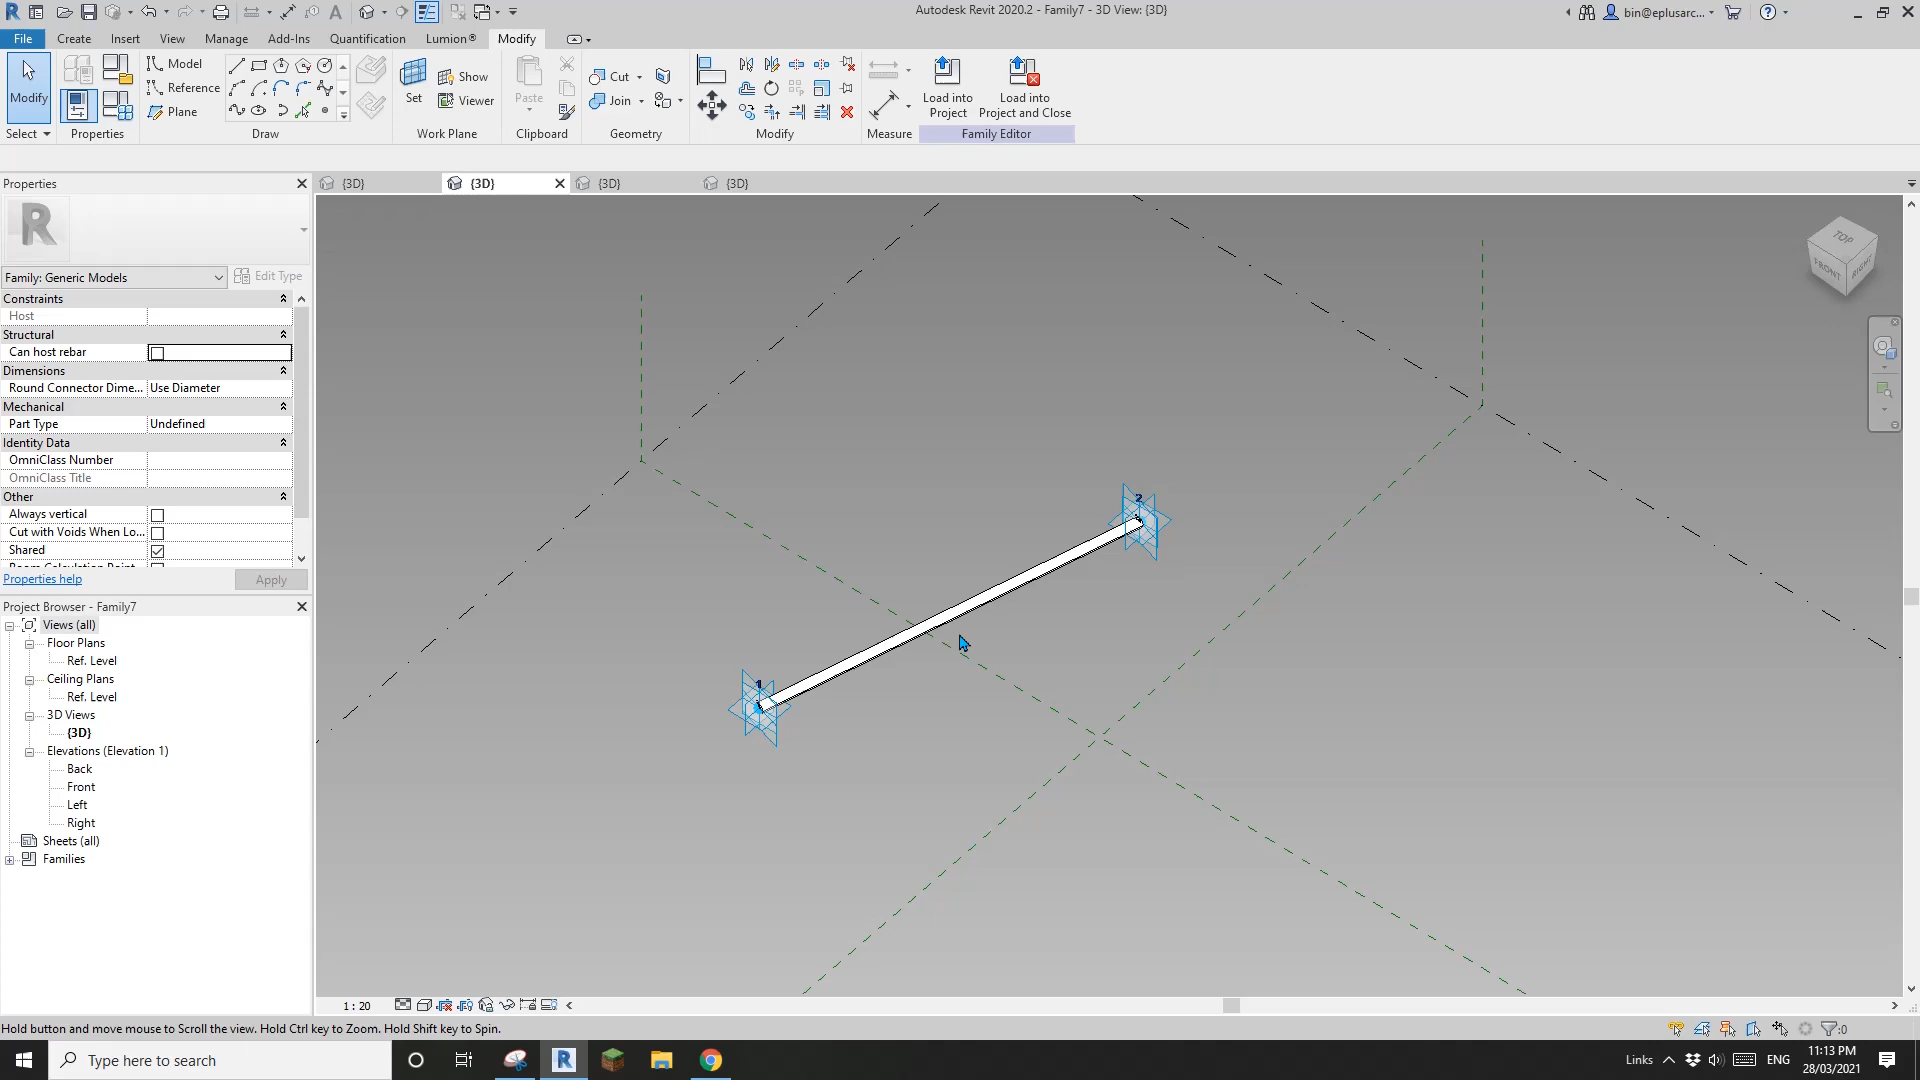 Autodesk Revit 2020.2 - Family7 - 3D View: {3D}
bin@eplusarc...
File
Create
Insert
View
Manage
Add-Ins
Quantification
Lumion®
Modify
Modify
Select
Properties
Model
Reference
Plane
Draw
Set
Show
Viewer
Work Plane
Paste
Clipboard
Cut
Join
Geometry
Modify
Measure
Load into
Project
Load into
Project and Close
Family Editor
Properties
{3D}
{3D}
{3D}
{3D}
Family: Generic Models
Edit Type
Constraints
Host
Structural
Can host rebar
Dimensions
Round Connector Dime... Use Diameter
Mechanical
Part Type Undefined
Identity Data
OmniClass Number
OmniClass Title
Other
Always vertical
Cut with Voids When Lo...
Shared
Properties help
Apply
Project Browser - Family7
Views (all)
Floor Plans
Ref. Level
Ceiling Plans
Ref. Level
3D Views
{3D}
Elevations (Elevation 1)
Back
Front
Left
Right
Sheets (all)
Families
TOP
FRONT
RIGHT
2
1
1 : 20
Hold button and move mouse to Scroll the view. Hold Ctrl key to Zoom. Hold Shift key to Spin.
:0
Type here to search
Links
ENG
11:13 PM
28/03/2021